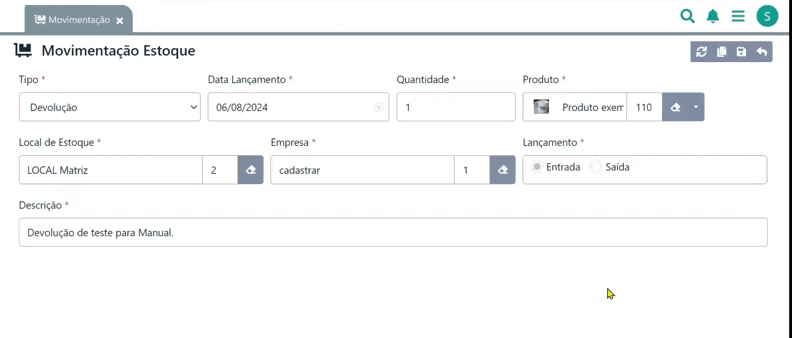 Movimentação x
S
Movimentação Estoque
Tipo * Data Lançamento * Quantidade * Produto *
Devolução 06/08/2024 1 Produto exem 110
Local de Estoque * Empresa * Lançamento *
LOCAL Matriz 2 cadastrar 1 Entrada Saída
Descrição *
Devolução de teste para Manual.